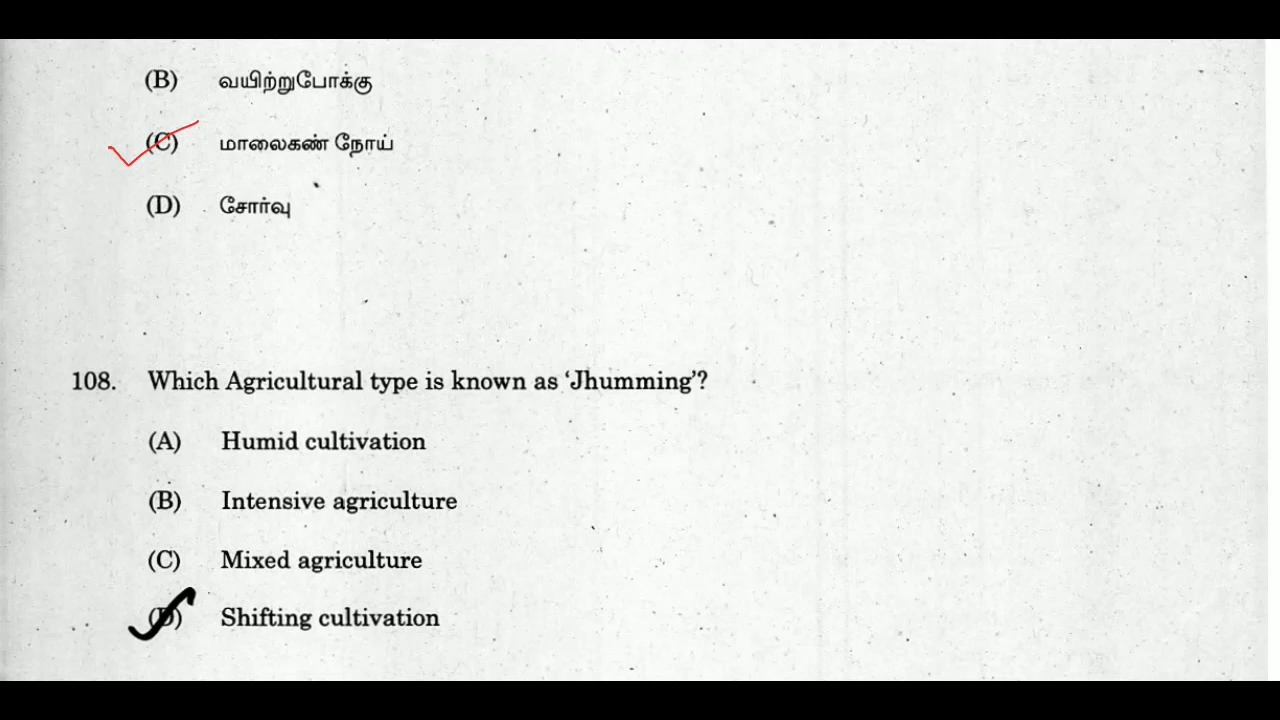 (B) வயிற்றுபோக்கு
(C) மாலைகண் நோய்
(D) சோர்வு
108. Which Agricultural type is known as ‘Jhumming’?
(A) Humid cultivation
(B) Intensive agriculture
(C) Mixed agriculture
(D) Shifting cultivation